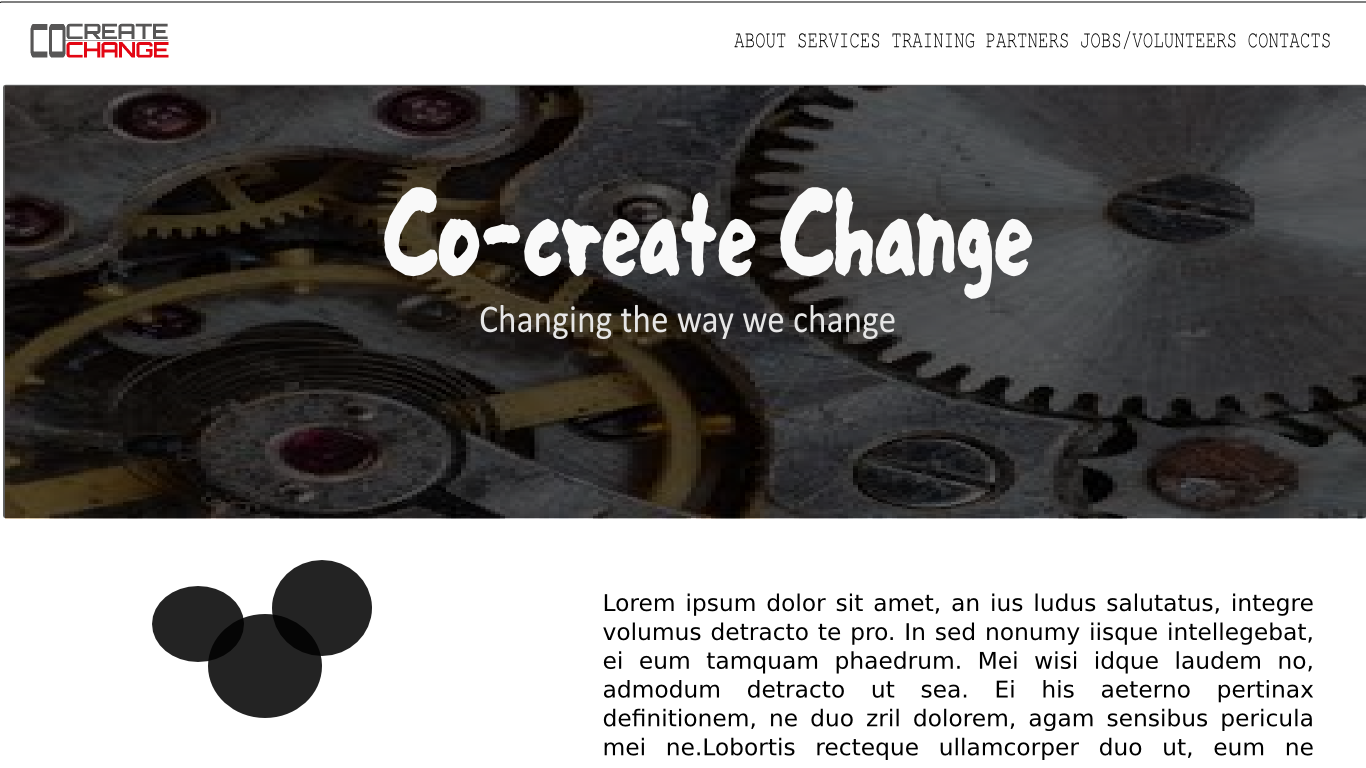 COCREATE
CHANGE
ABOUT SERVICES TRAINING PARTNERS JOBS/VOLUNTEERS CONTACTS
Co-create Change
Changing the way we change
Lorem ipsum dolor sit amet, an ius ludus salutatus, integre
volumus detracto te pro. In sed nonumy iisque intellegebat,
ei eum tamquam phaedrum. Mei wisi idque laudem no,
admodum detracto ut sea. Ei his aeterno pertinax
definitionem, ne duo zril dolorem, agam sensibus pericula
mei ne.Lobortis recteque ullamcorper duo ut, eum ne